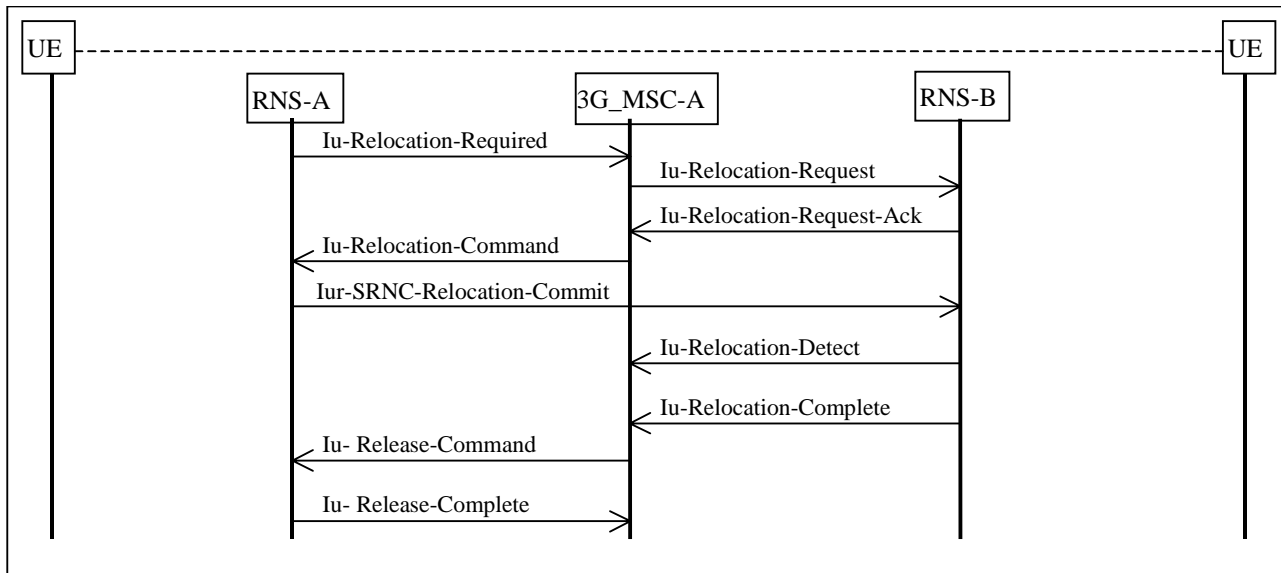 UE
UE
RNS-A
3G_MSC-A
RNS-B
Iu-Relocation-Required
Iu-Relocation-Request
Iu-Relocation-Request-Ack
Iu-Relocation-Command
Iur-SRNC-Relocation-Commit
Iu-Relocation-Detect
Iu-Relocation-Complete
Iu- Release-Command
Iu- Release-Complete